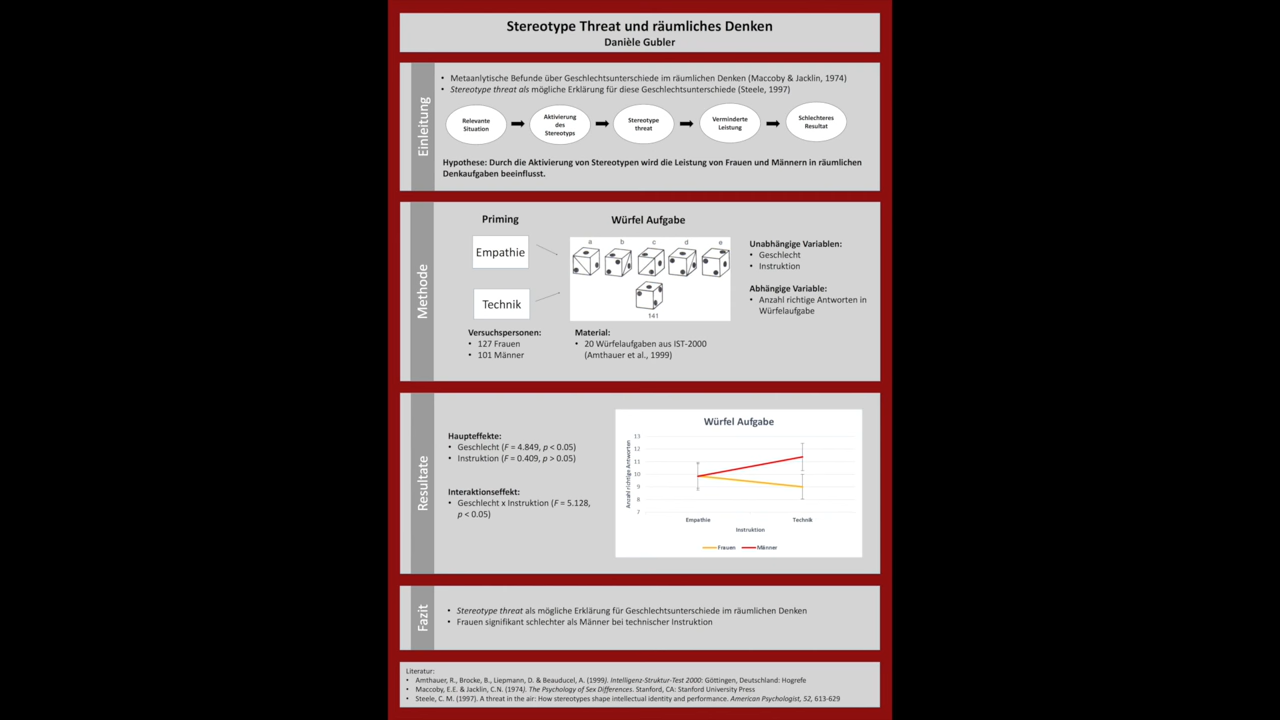 Stereotype Threat und räumliches Denken
Danièle Gubler
Einleitung
• Metaanlytische Befunde über Geschlechtsunterschiede im räumlichen Denken (Maccoby & Jacklin, 1974)
• Stereotype threat als mögliche Erklärung für diese Geschlechtsunterschiede (Steele, 1997)
Relevante
Situation
Aktivierung
des
Stereotyps
Stereotype
threat
Verminderte
Leistung
Schlechteres
Resultat
Hypothese: Durch die Aktivierung von Stereotypen wird die Leistung von Frauen und Männern in räumlichen
Denkaufgaben beeinflusst.
Methode
Priming
Empathie
Technik
Würfel Aufgabe
a b c d e
141
Unabhängige Variablen:
• Geschlecht
• Instruktion
Abhängige Variable:
• Anzahl richtige Antworten in
Würfelaufgabe
Versuchspersonen:
• 127 Frauen
• 101 Männer
Material:
• 20 Würfelaufgaben aus IST-2000
(Amthauer et al., 1999)
Resultate
Haupteffekte:
• Geschlecht (F = 4.849, p < 0.05)
• Instruktion (F = 0.409, p > 0.05)
Interaktionseffekt:
• Geschlecht x Instruktion (F = 5.128,
p < 0.05)
Würfel Aufgabe
Anzahl richtige Antworten
13
12
11
10
9
8
7
Empathie Technik
Instruktion
Frauen Männer
Fazit
• Stereotype threat als mögliche Erklärung für Geschlechtsunterschiede im räumlichen Denken
• Frauen signifikant schlechter als Männer bei technischer Instruktion
Literatur:
• Amthauer, R., Brocke, B., Liepmann, D. & Beauducel, A. (1999). Intelligenz-Struktur-Test 2000: Göttingen, Deutschland: Hogrefe
• Maccoby, E.E. & Jacklin, C.N. (1974). The Psychology of Sex Differences. Stanford, CA: Stanford University Press
• Steele, C. M. (1997). A threat in the air: How stereotypes shape intellectual identity and performance. American Psychologist, 52, 613-629